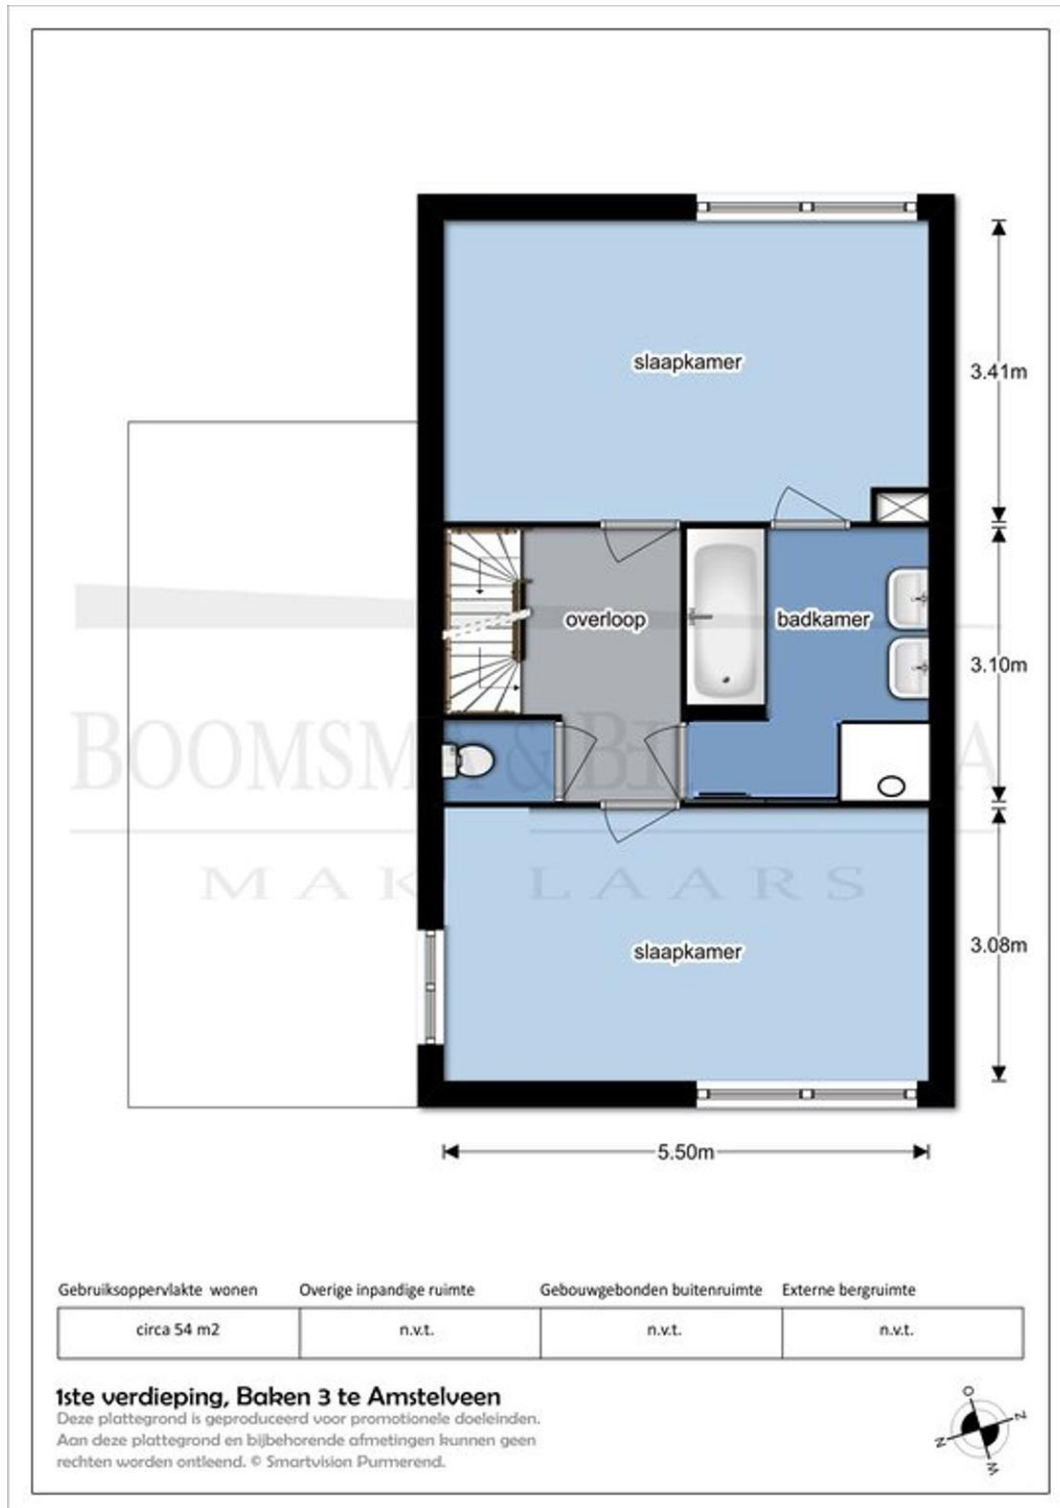 slaapkamer
3.41m
overloop
badkamer
3.10m
BOOMSMA & B
MAK LAARS
slaapkamer
3.08m
5.50m
Gebruiksoppervlakte wonen Overige inpandige ruimte Gebouwgebonden buitenruimte Externe bergruimte
circa 54 m2 n.v.t. n.v.t. n.v.t.
1ste verdieping, Baken 3 te Amstelveen
Deze plattegrond is geproduceerd voor promotionele doeleinden.
Aan deze plattegrond en bijbehorende afmetingen kunnen geen
rechten worden ontleend. © Smartvision Purmerend.
O
Z
N
W